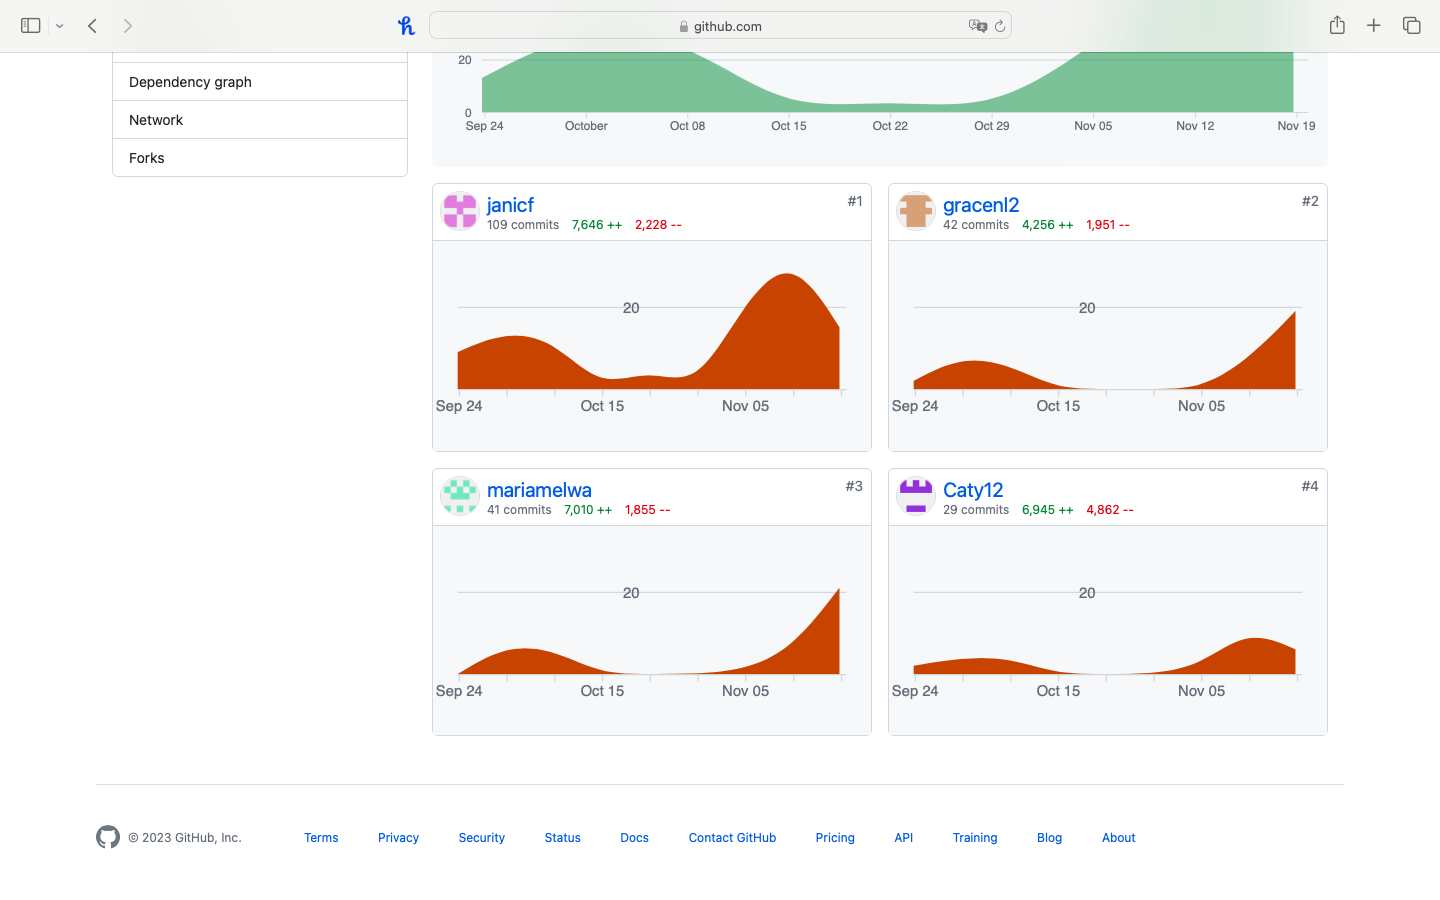 github.com
Dependency graph
Network
Forks
20
0
Sep 24 October Oct 08 Oct 15 Oct 22 Oct 29 Nov 05 Nov 12 Nov 19
janicf #1
109 commits 7,646 ++ 2,228 --
20
Sep 24 Oct 15 Nov 05
gracenl2 #2
42 commits 4,256 ++ 1,951 --
20
Sep 24 Oct 15 Nov 05
mariamelwa #3
41 commits 7,010 ++ 1,855 --
20
Sep 24 Oct 15 Nov 05
Caty12 #4
29 commits 6,945 ++ 4,862 --
20
Sep 24 Oct 15 Nov 05
© 2023 GitHub, Inc. Terms Privacy Security Status Docs Contact GitHub Pricing API Training Blog About